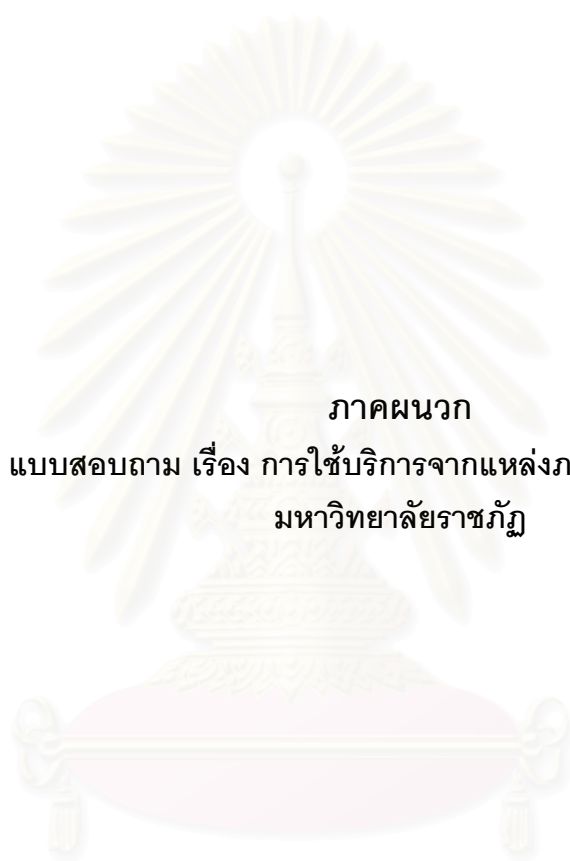 ภาคผนวก
แบบสอบถาม เรื่อง การใช้บริการจากแหล่งภ
มหาวิทยาลัยราชภัฏ